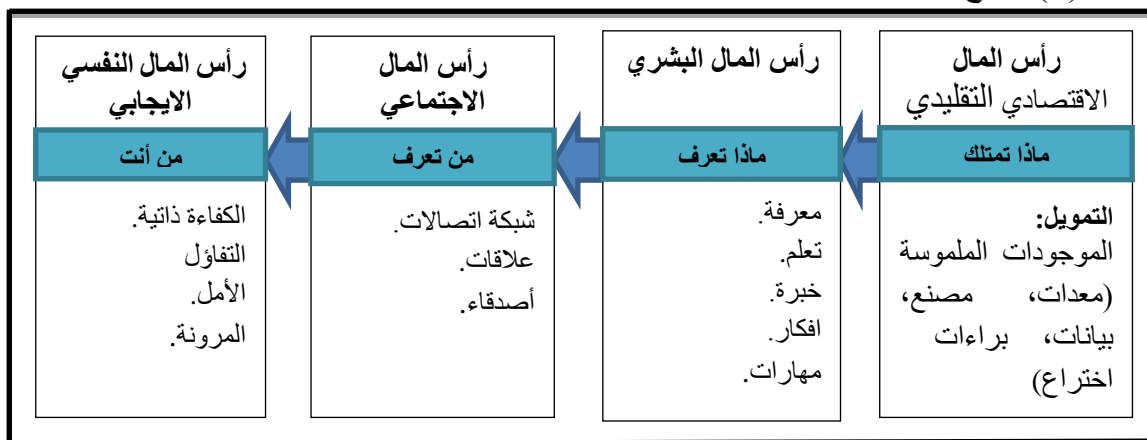 رأس المال
الاقتصادي التقليدي
ماذا تمتلك
التمويل:
الموجودات الملموسة
(معدات، مصنع،
بيانات، براءات
اختراع)
رأس المال البشري
ماذا تعرف
معرفة.
تعلم.
خبرة.
افكار.
مهارات.
رأس المال
الاجتماعي
من تعرف
شبكة اتصالات.
علاقات.
أصدقاء.
رأس المال النفسي
الايجابي
من أنت
الكفاءة ذاتية.
التفاؤل
الأمل.
المرونة.